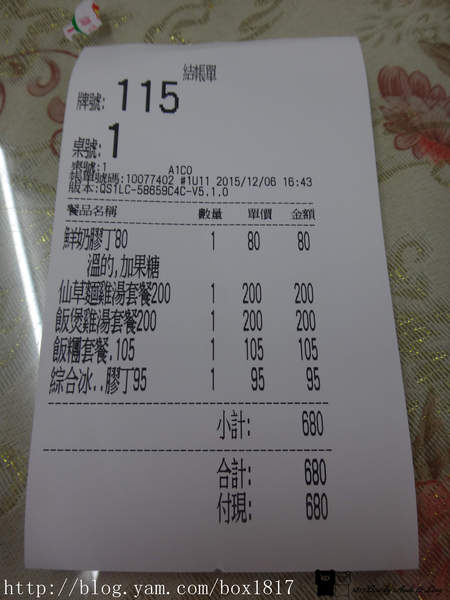 結帳單
牌號: 115
桌號: 1
A1C0
帳單號碼:10077402 #1U11 2015/12/06 16:43
版本:QS1LC-58659C4C-V5.1.0
餐品名稱 數量 單價 金額
鮮奶膠丁80 1 80 80
溫的,加果糖
仙草麵雞湯套餐200 1 200 200
飯煲雞湯套餐200 1 200 200
飯糰套餐.105 1 105 105
綜合冰..膠丁95 1 95 95
小計: 680
合計: 680
付現: 680
http://blog.yam.com/box1817